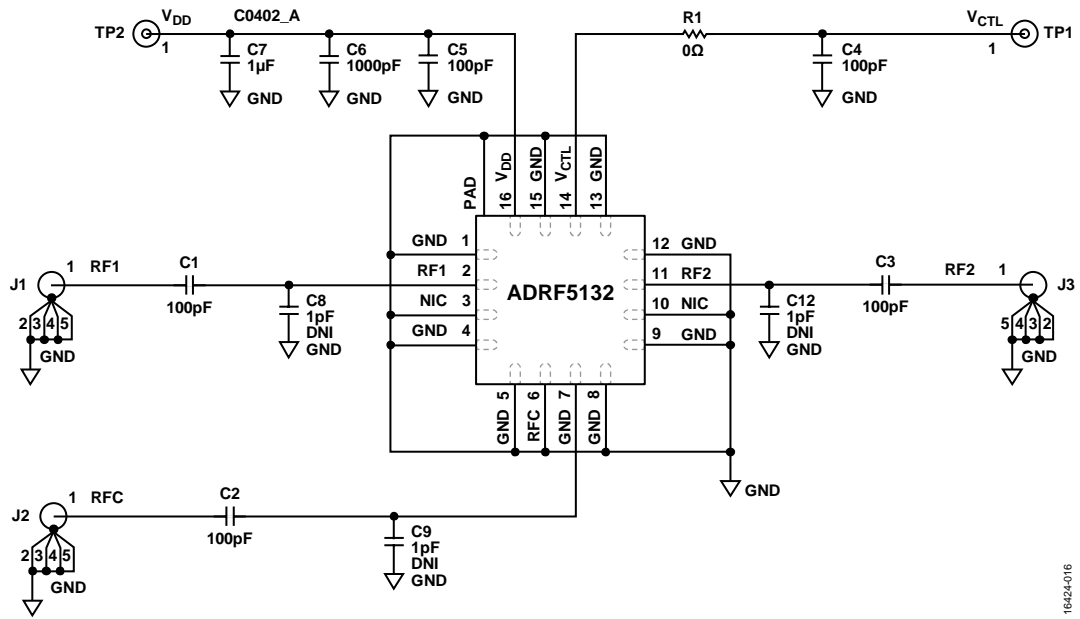 TP2
VDD
1
C0402_A
C7
1µF
GND
C6
1000pF
GND
C5
100pF
GND
R1
0Ω
C4
100pF
GND
VCTL
1
TP1
PAD
16 VDD
15 GND
14 VCTL
13 GND
GND 1
RF1 2
NIC 3
GND 4
ADRF5132
12 GND
11 RF2
10 NIC
9 GND
GND 5
RFC 6
GND 7
GND 8
GND
J1
1 RF1
2 3 4 5
GND
C1
100pF
C8
1pF
DNI
GND
C12
1pF
DNI
GND
C3
100pF
RF2 1
J3
5 4 3 2
GND
J2
1 RFC
2 3 4 5
GND
C2
100pF
C9
1pF
DNI
GND
16424-016